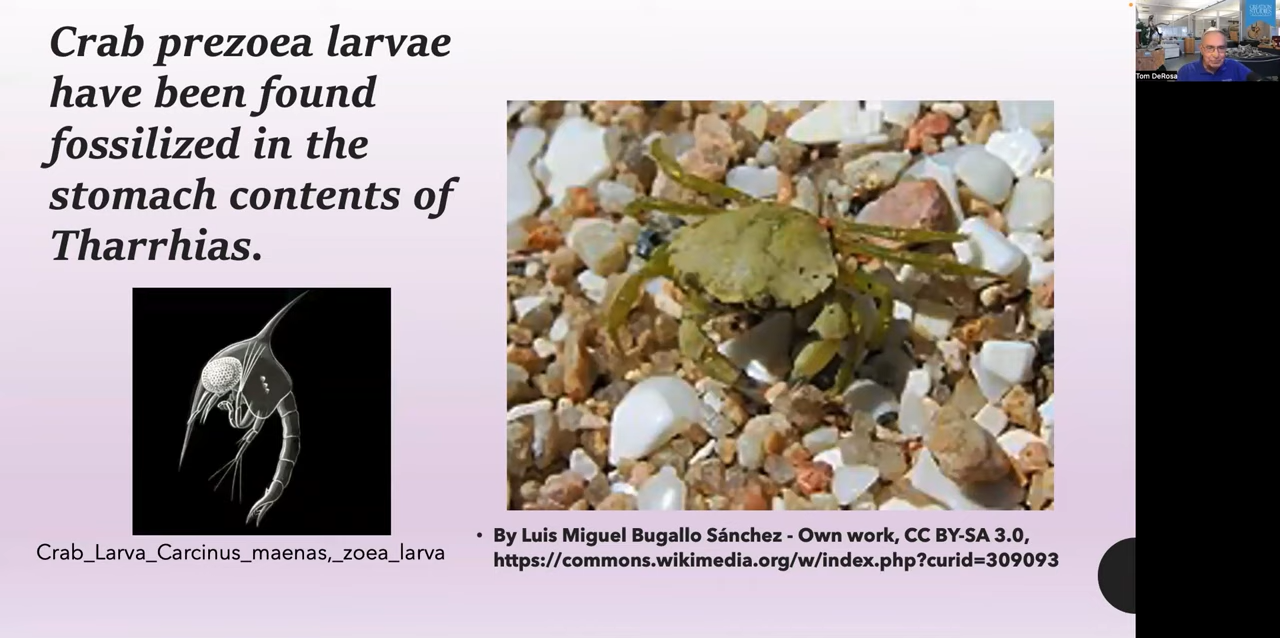 Crab prezoea larvae
have been found
fossilized in the
stomach contents of
Tharrhias.
Crab_Larva_Carcinus_maenas,_zoea_larva
• By Luis Miguel Bugallo Sánchez - Own work, CC BY-SA 3.0,
https://commons.wikimedia.org/w/index.php?curid=309093
Tom DeRosa